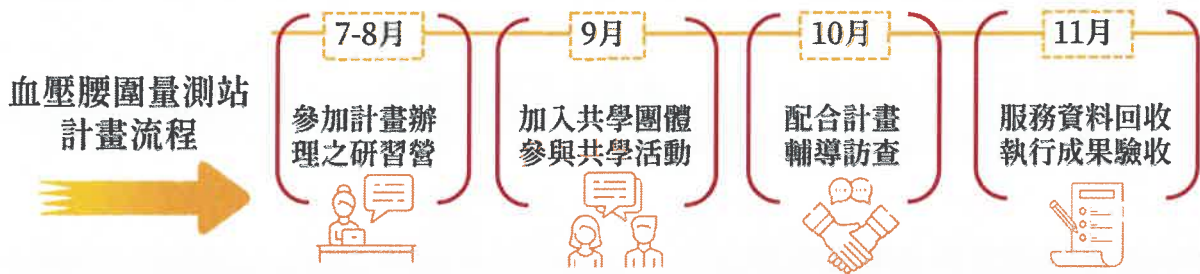 血壓腰圍量測站
計畫流程
7-8月
參加計畫辦
理之研習營
9月
加入共學團體
參與共學活動
10月
配合計畫
輔導訪查
11月
服務資料回收
執行成果驗收